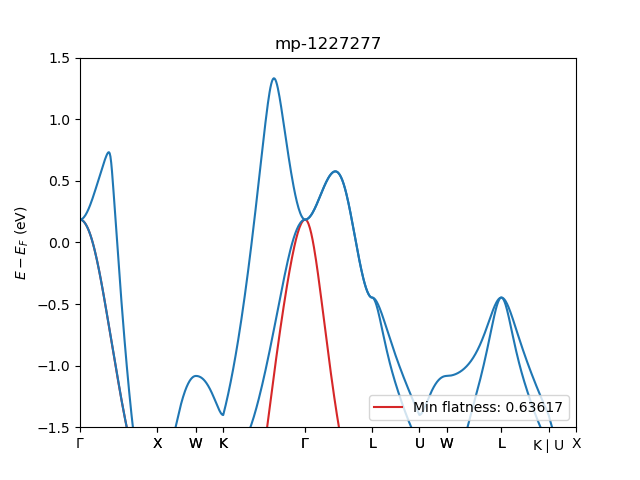 mp-1227277
E − E_F (eV)
1.5
1.0
0.5
0.0
−0.5
−1.0
−1.5
Min flatness: 0.63617
Γ X W K Γ L U W L K | U X